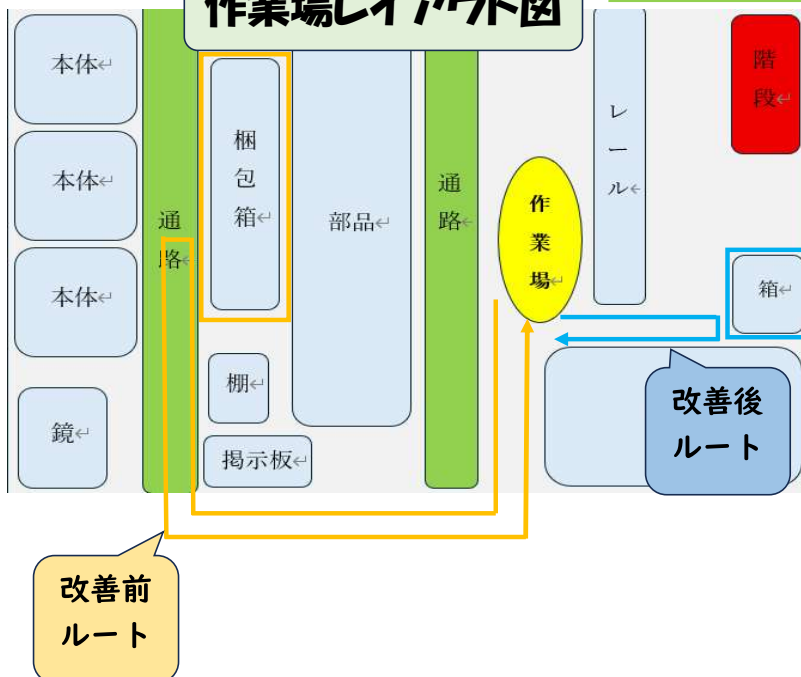 作業場レイアウト図
本体
本体
本体
鏡
通路
梱包箱
棚
掲示板
部品
通路
作業場
レール
階段
箱
改善後
ルート
改善前
ルート